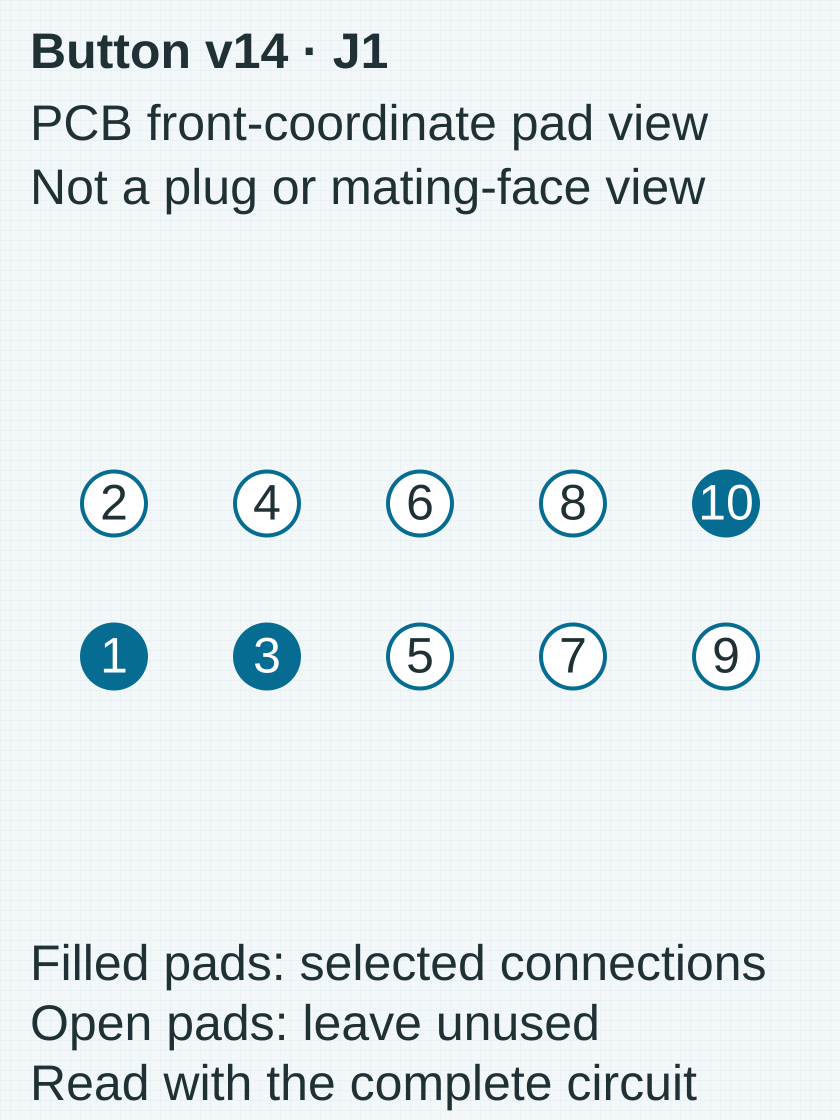 Button v14 · J1
PCB front-coordinate pad view
Not a plug or mating-face view
2 4 6 8 10
1 3 5 7 9
Filled pads: selected connections
Open pads: leave unused
Read with the complete circuit